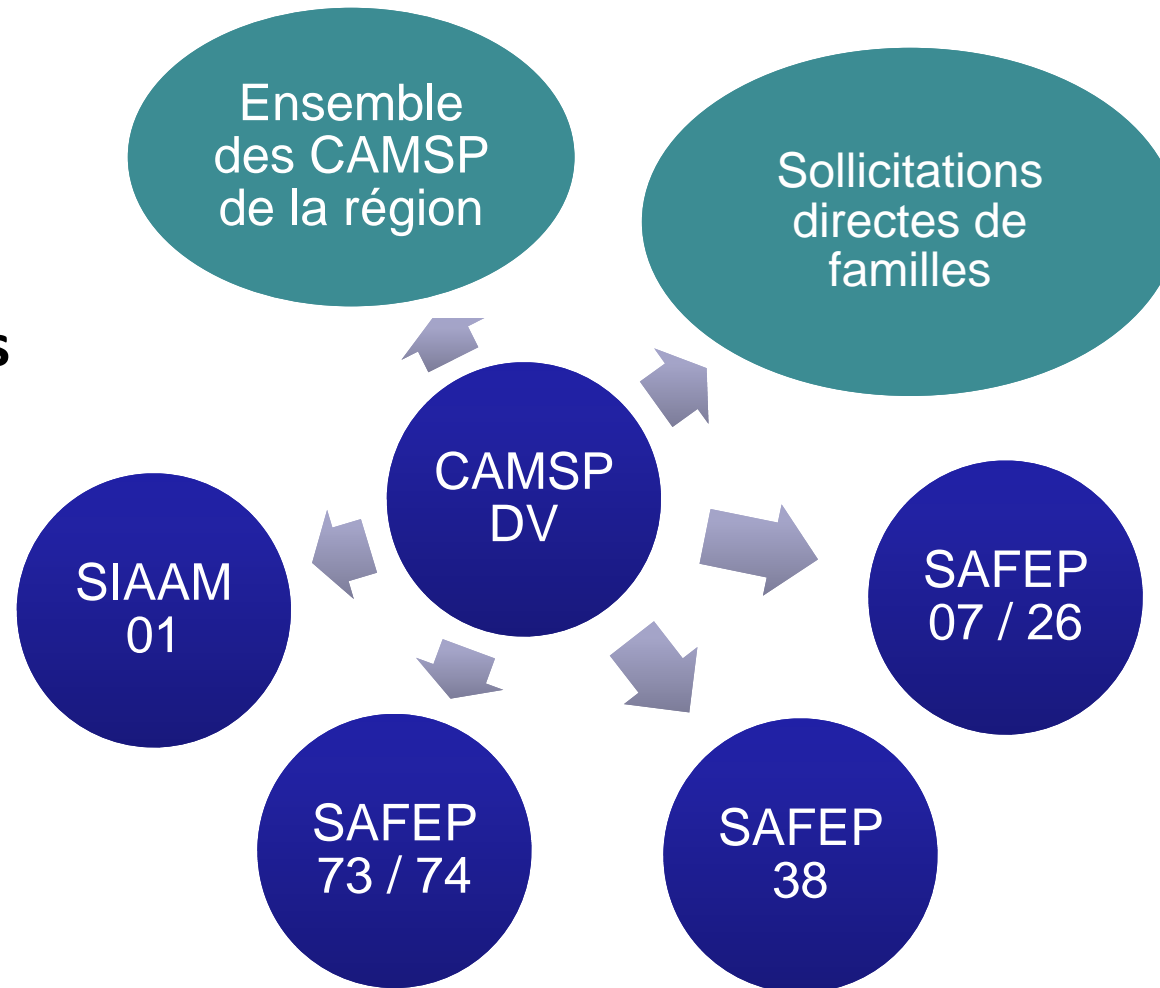 Ensemble
des CAMSP
de la région
Sollicitations
directes de
familles
s
CAMSP
DV
SIAAM
01
SAFEP
07 / 26
SAFEP
73 / 74
SAFEP
38